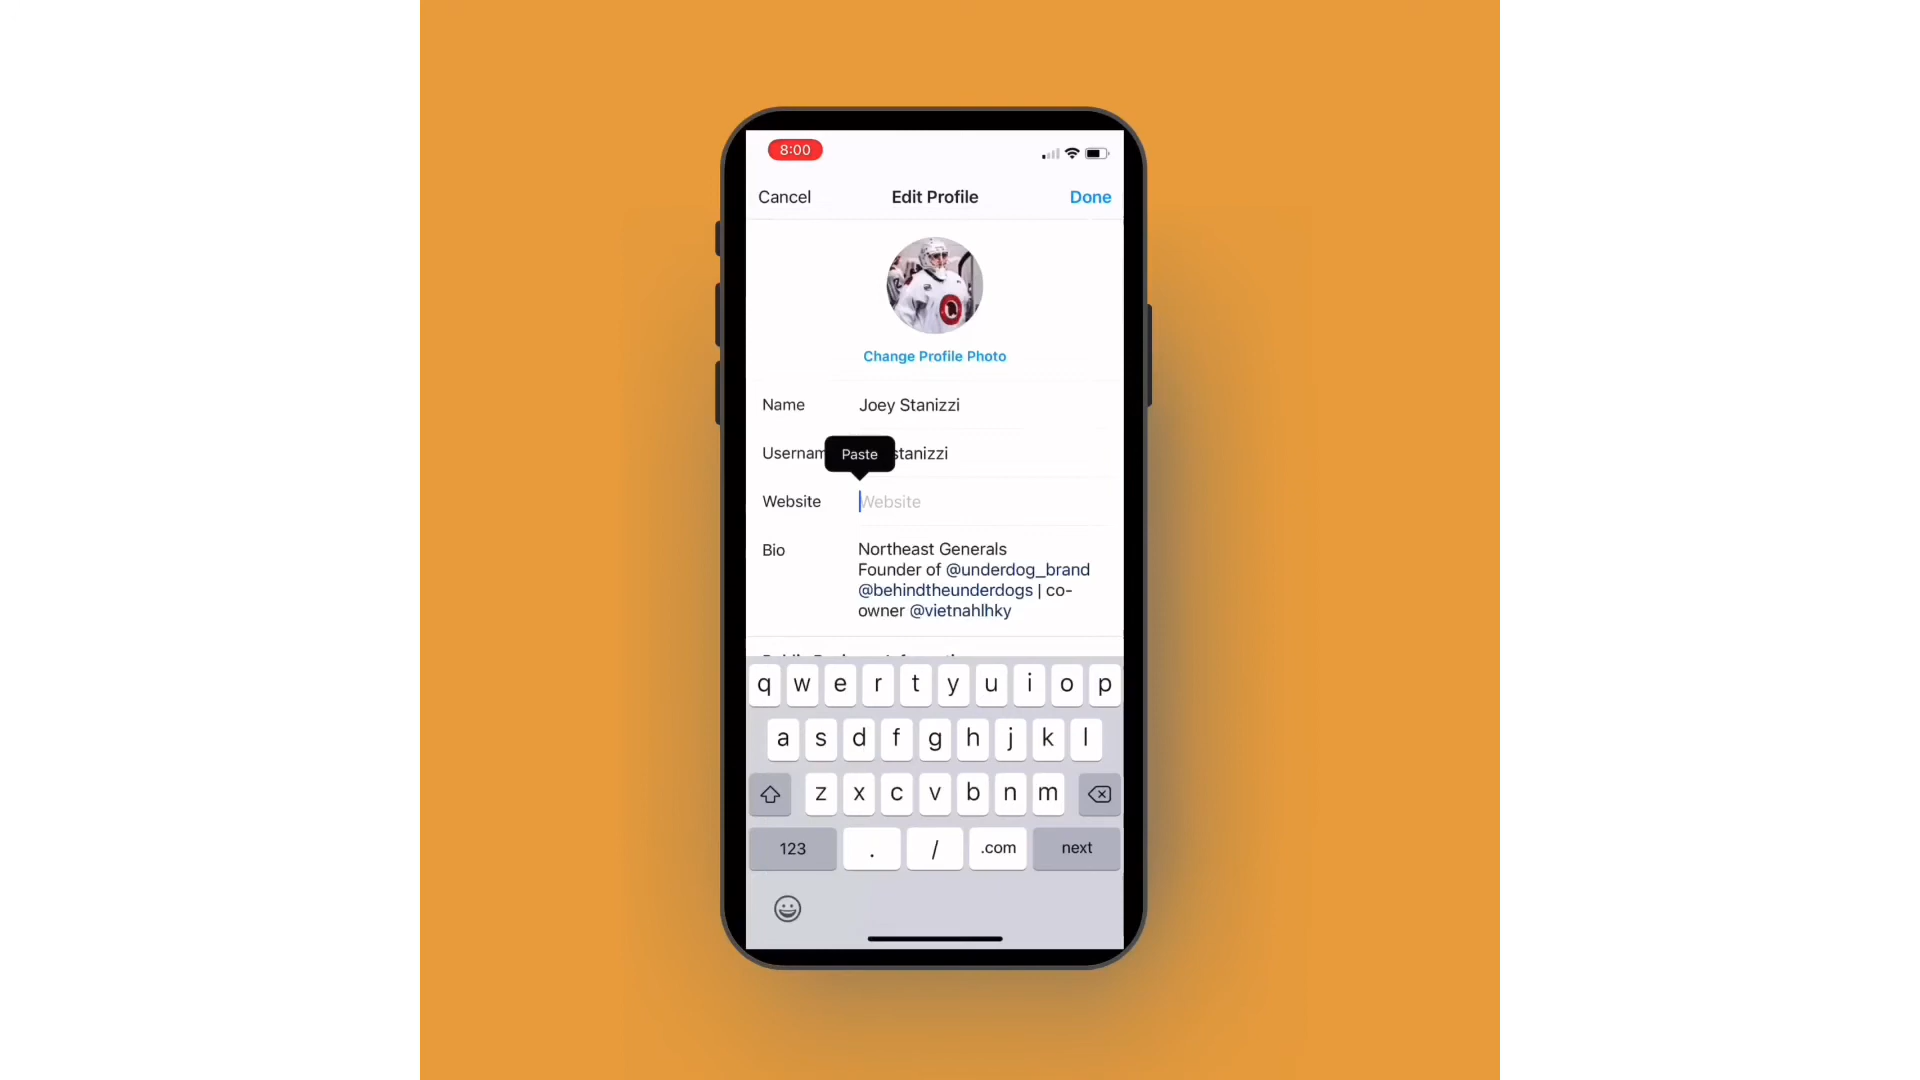 8:00
Cancel
Edit Profile
Done
Change Profile Photo
Name
Joey Stanizzi
Usernam
stanizzi
Paste
Website
Website
Bio
Northeast Generals
Founder of @underdog_brand
@behindtheunderdogs | co-
owner @vietnahlhky
q w e r t y u i o p
a s d f g h j k l
z x c v b n m
123
.
/
.com
next